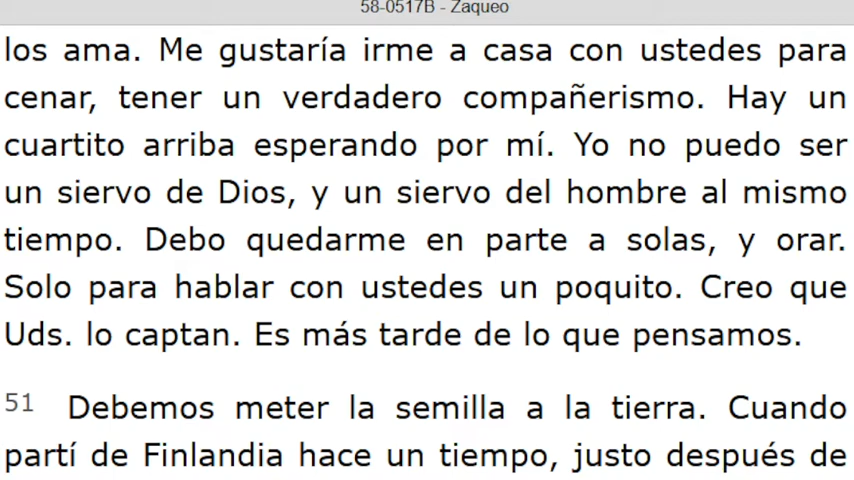 58-0517B - Zaqueo
los ama. Me gustaría irme a casa con ustedes para
cenar, tener un verdadero compañerismo. Hay un
cuartito arriba esperando por mí. Yo no puedo ser
un siervo de Dios, y un siervo del hombre al mismo
tiempo. Debo quedarme en parte a solas, y orar.
Solo para hablar con ustedes un poquito. Creo que
Uds. lo captan. Es más tarde de lo que pensamos.
51 Debemos meter la semilla a la tierra. Cuando
partí de Finlandia hace un tiempo, justo después de